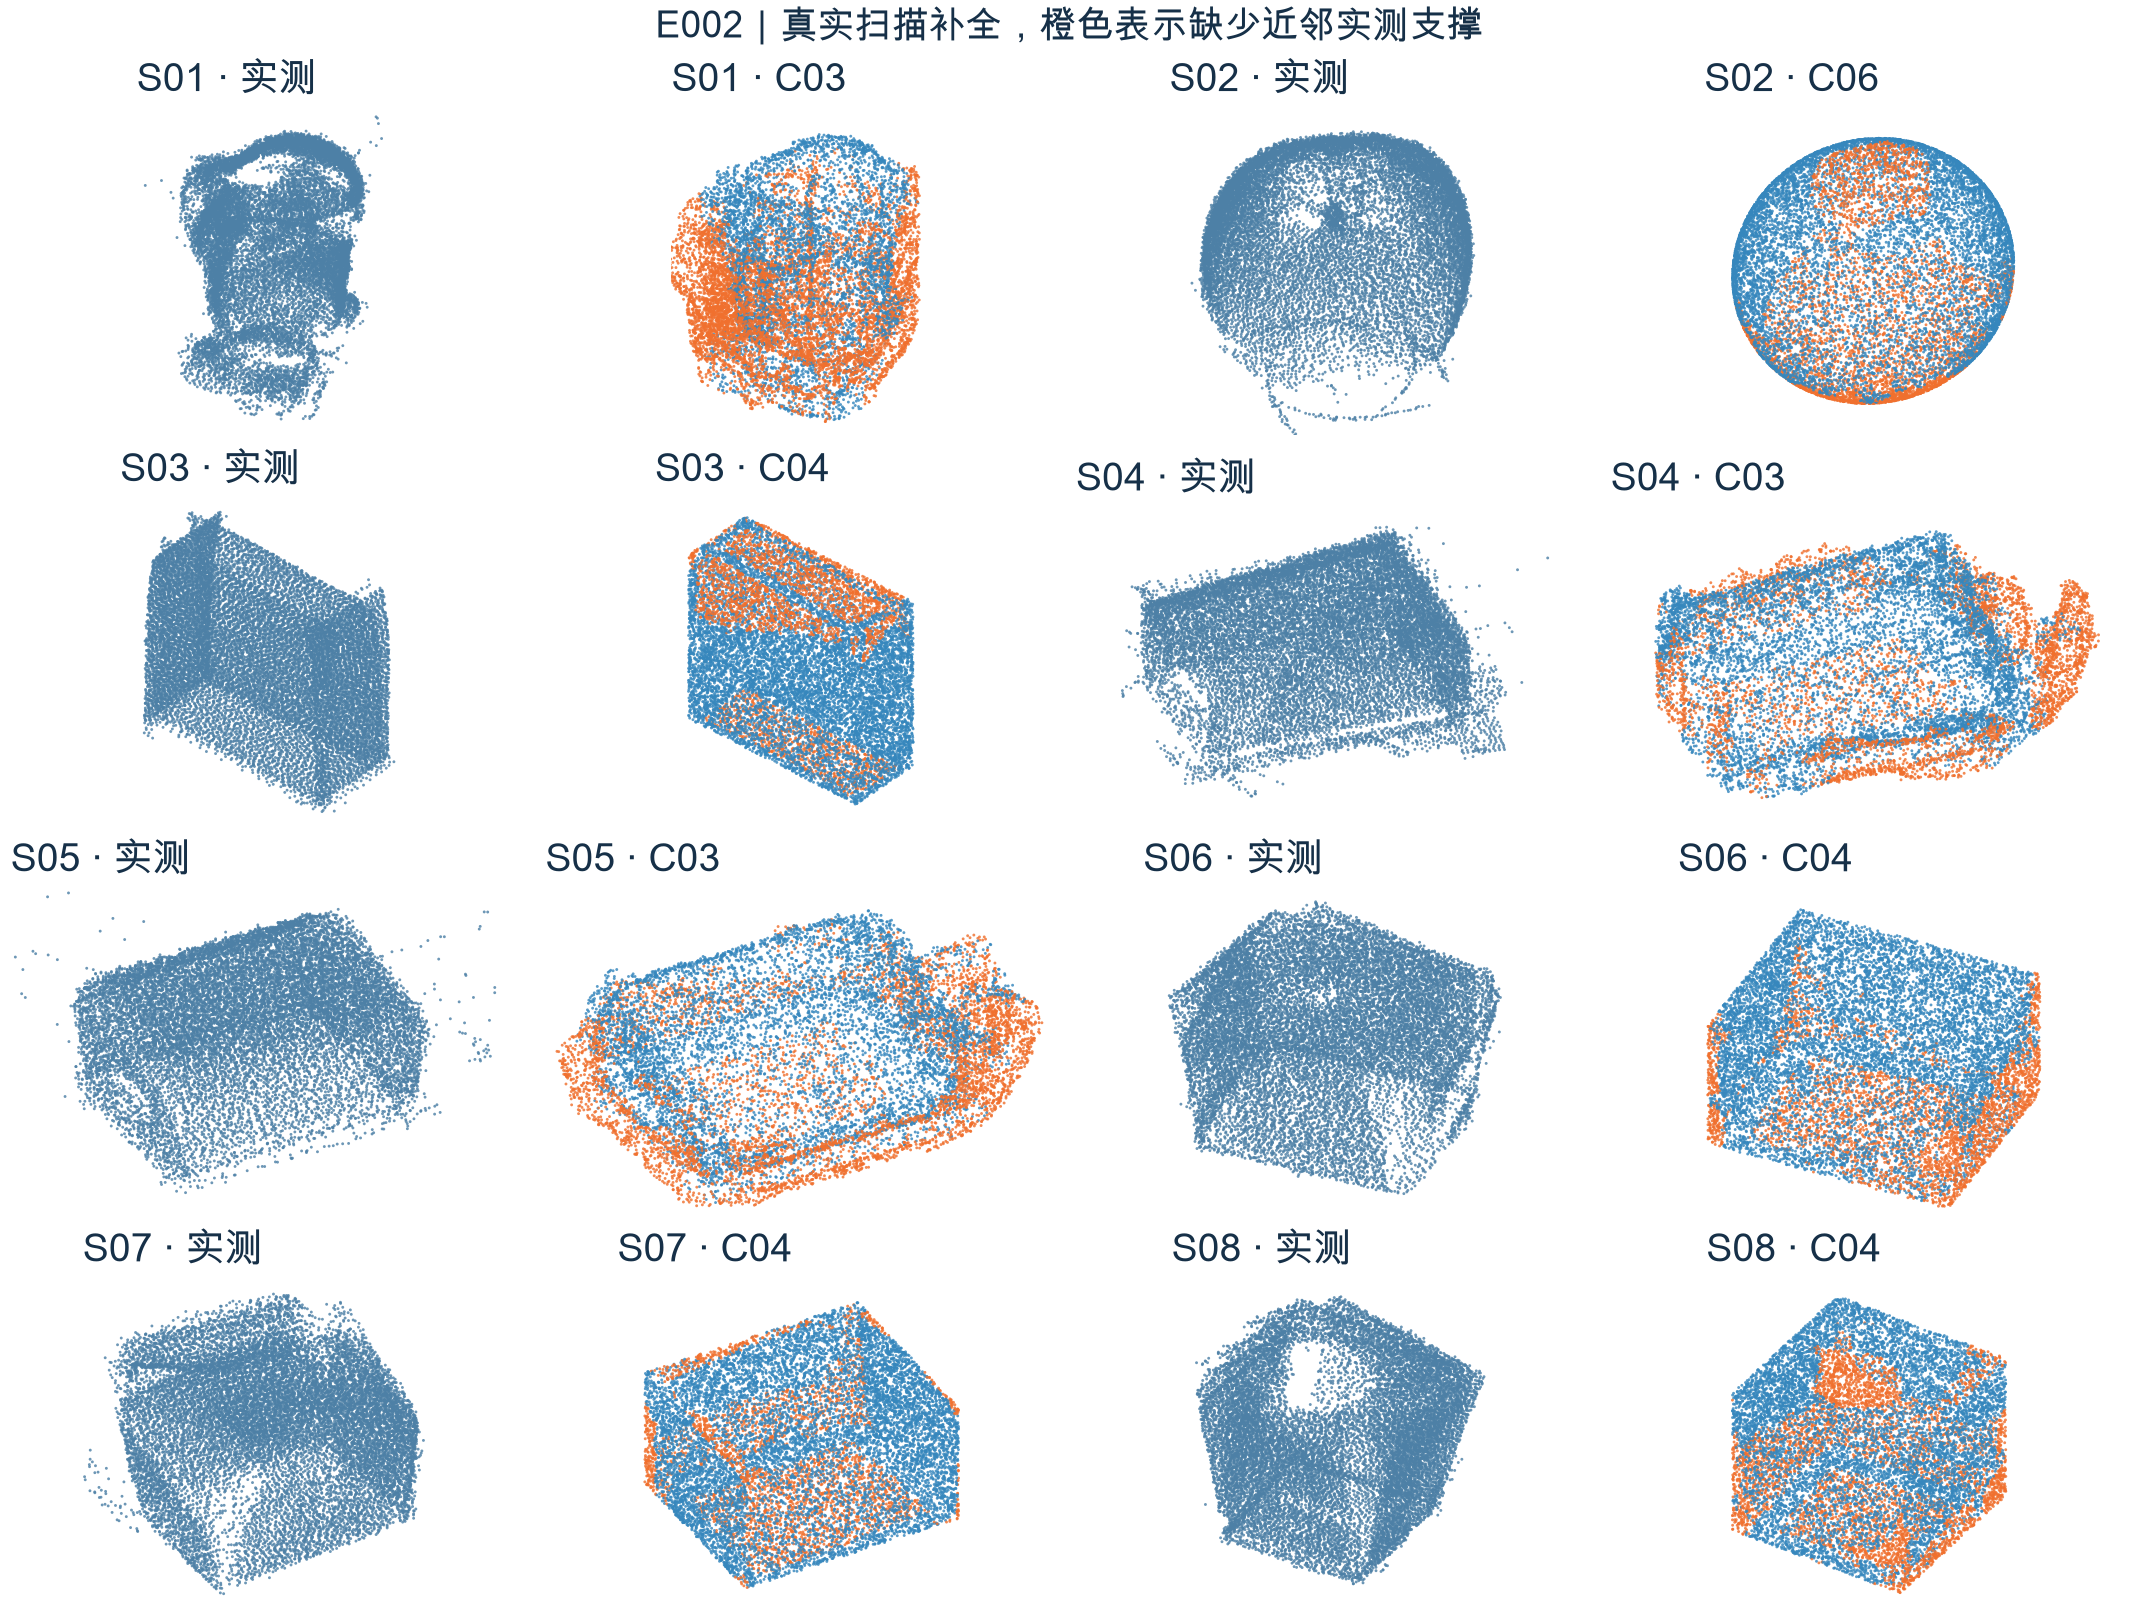 E002 | 真实扫描补全，橙色表示缺少近邻实测支撑
S01 · 实测
S01 · C03
S02 · 实测
S02 · C06
S03 · 实测
S03 · C04
S04 · 实测
S04 · C03
S05 · 实测
S05 · C03
S06 · 实测
S06 · C04
S07 · 实测
S07 · C04
S08 · 实测
S08 · C04